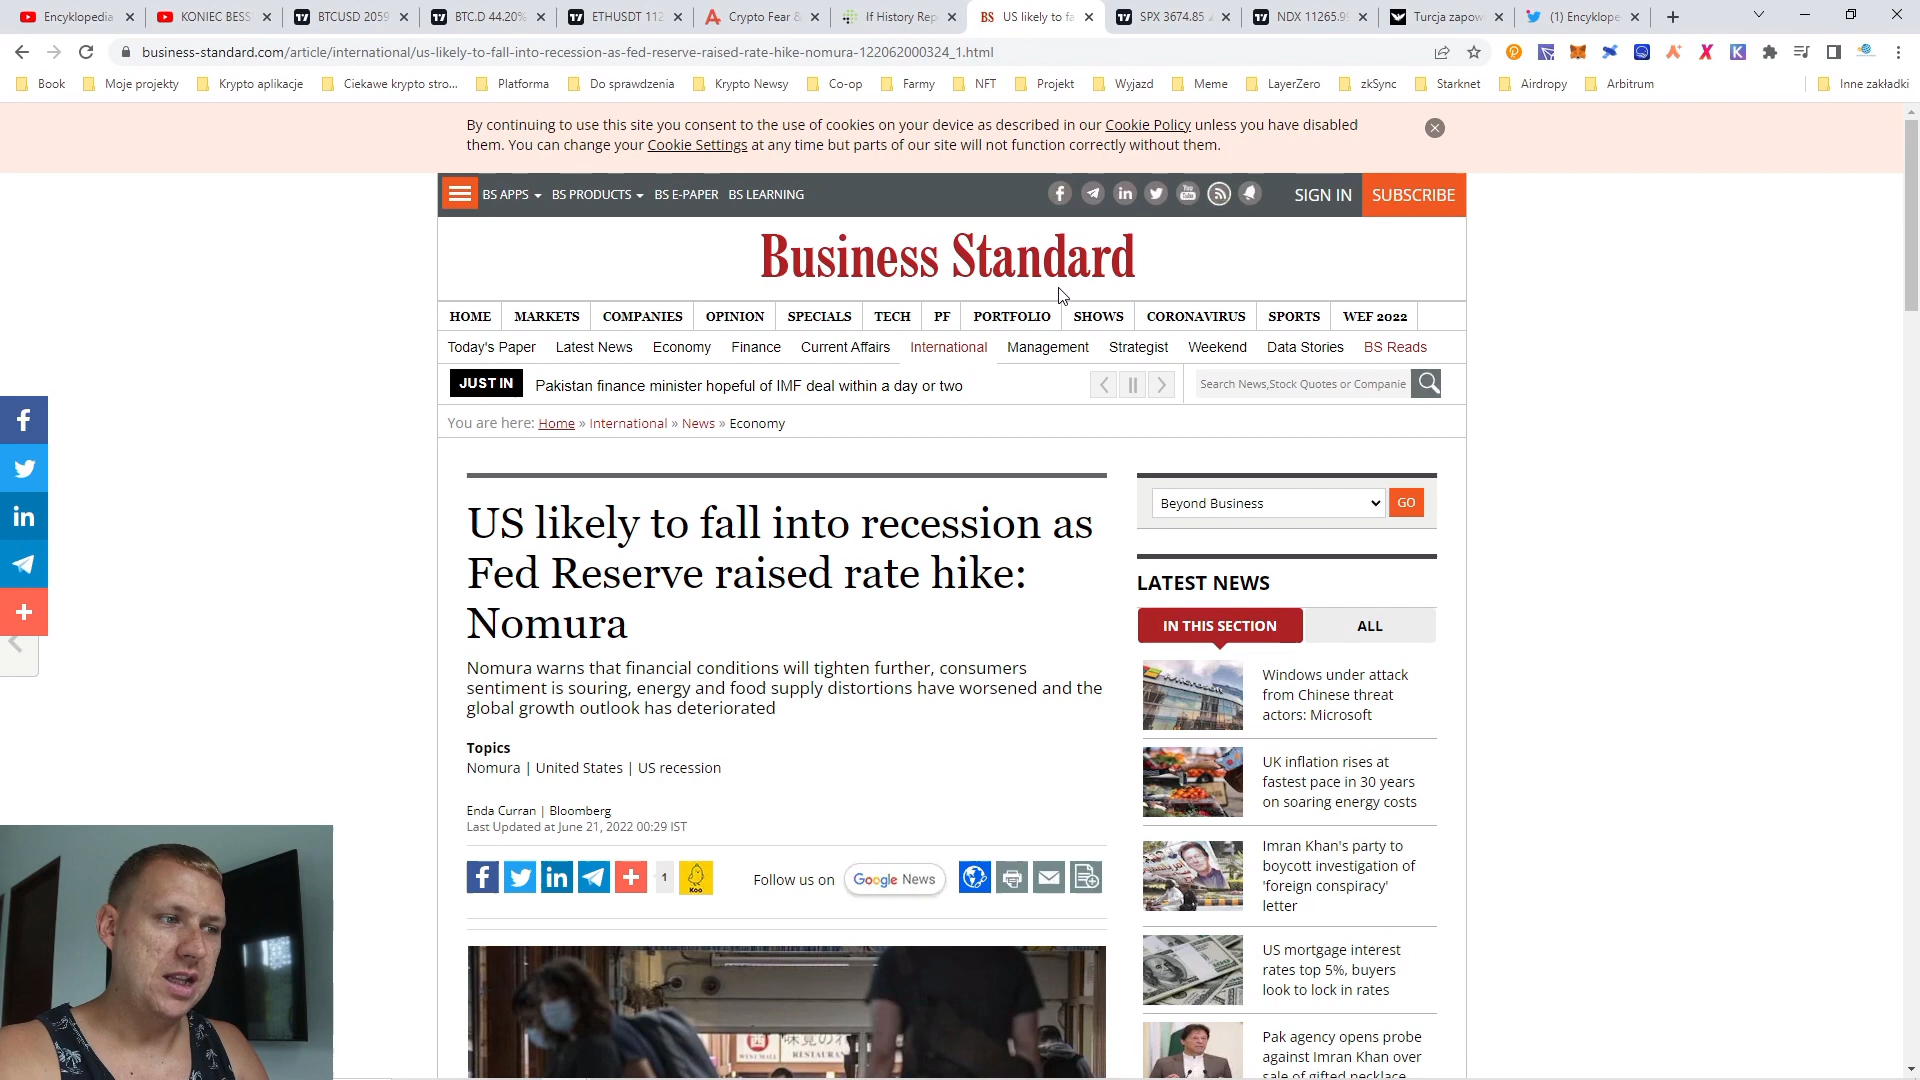 Encyklopedia
KONIEC BESS
BTCUSD 2059
BTC.D 44.20%
ETHUSDT 112
Crypto Fear &
If History Rep
BS US likely to fa
SPX 3674.85
NDX 11265.9
Turcja zapow
(1) Encyklope
business-standard.com/article/international/us-likely-to-fall-into-recession-as-fed-reserve-raised-rate-hike-nomura-122062000324_1.html
Book
Moje projekty
Krypto aplikacje
Ciekawe krypto stro...
Platforma
Do sprawdzenia
Krypto Newsy
Co-op
Farmy
NFT
Projekt
Wyjazd
Meme
LayerZero
zkSync
Starknet
Airdropy
Arbitrum
Inne zakładki
By continuing to use this site you consent to the use of cookies on your device as described in our Cookie Policy unless you have disabled
them. You can change your Cookie Settings at any time but parts of our site will not function correctly without them.
BS APPS BS PRODUCTS BS E-PAPER BS LEARNING
You Tube
SIGN IN SUBSCRIBE
Business Standard
HOME MARKETS COMPANIES OPINION SPECIALS TECH PF PORTFOLIO SHOWS CORONAVIRUS SPORTS WEF 2022
Today's Paper Latest News Economy Finance Current Affairs International Management Strategist Weekend Data Stories BS Reads
JUST IN Pakistan finance minister hopeful of IMF deal within a day or two
Search News,Stock Quotes or Companie
You are here: Home » International » News » Economy
US likely to fall into recession as
Fed Reserve raised rate hike:
Nomura
Nomura warns that financial conditions will tighten further, consumers
sentiment is souring, energy and food supply distortions have worsened and the
global growth outlook has deteriorated
Topics
Nomura | United States | US recession
Enda Curran | Bloomberg
Last Updated at June 21, 2022 00:29 IST
1
Koo
Follow us on Google News
WEST MALL
RESTAURAN
Beyond Business
GO
LATEST NEWS
IN THIS SECTION
ALL
Windows under attack
from Chinese threat
actors: Microsoft
UK inflation rises at
fastest pace in 30 years
on soaring energy costs
Imran Khan's party to
boycott investigation of
'foreign conspiracy'
letter
US mortgage interest
rates top 5%, buyers
look to lock in rates
Pak agency opens probe
against Imran Khan over
sale of gifted necklace